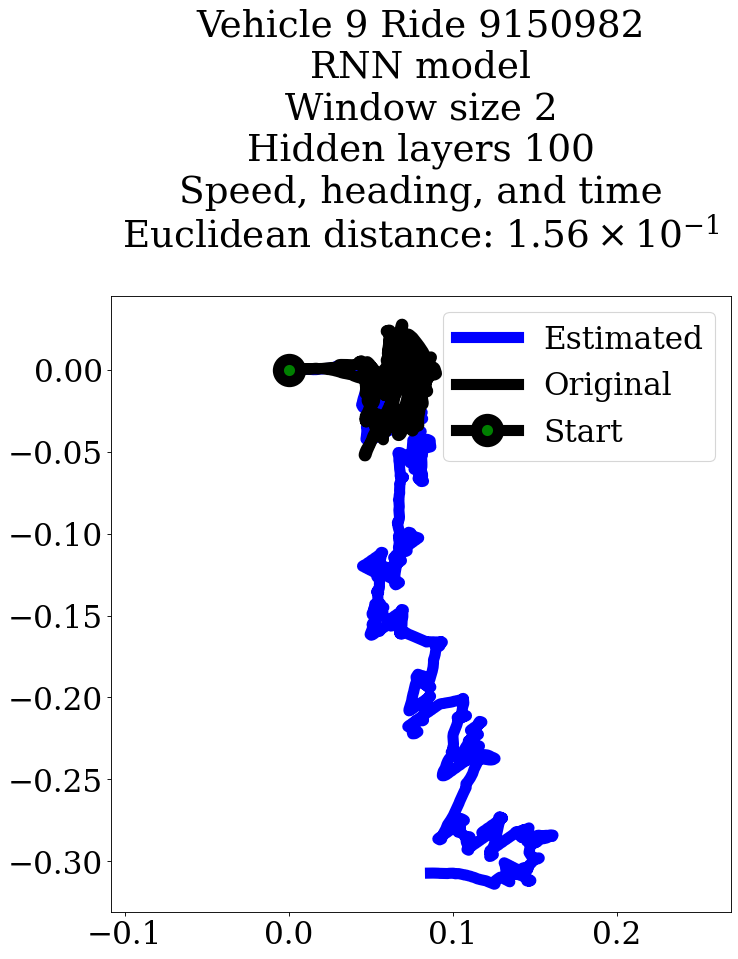 Vehicle 9 Ride 9150982
RNN model
Window size 2
Hidden layers 100
Speed, heading, and time
Euclidean distance: 1.56 × 10⁻¹
Estimated
Original
Start
0.00
−0.05
−0.10
−0.15
−0.20
−0.25
−0.30
−0.1 0.0 0.1 0.2